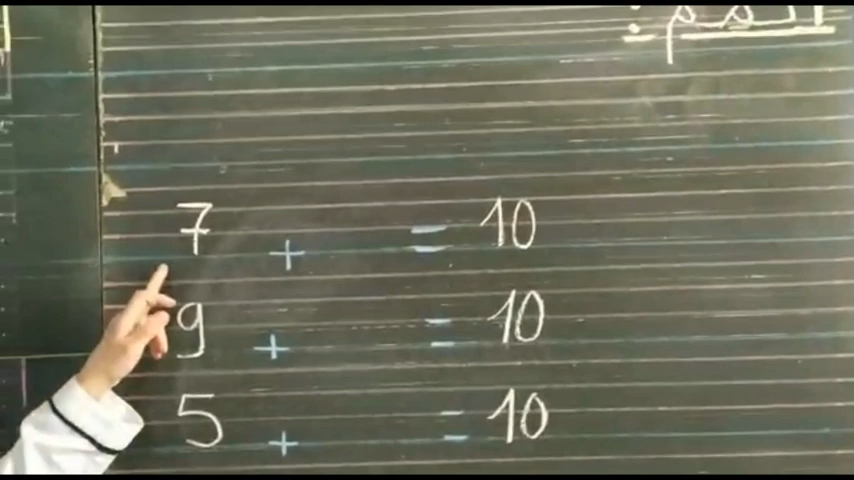 7 + = 10
9 + = 10
5 + = 10